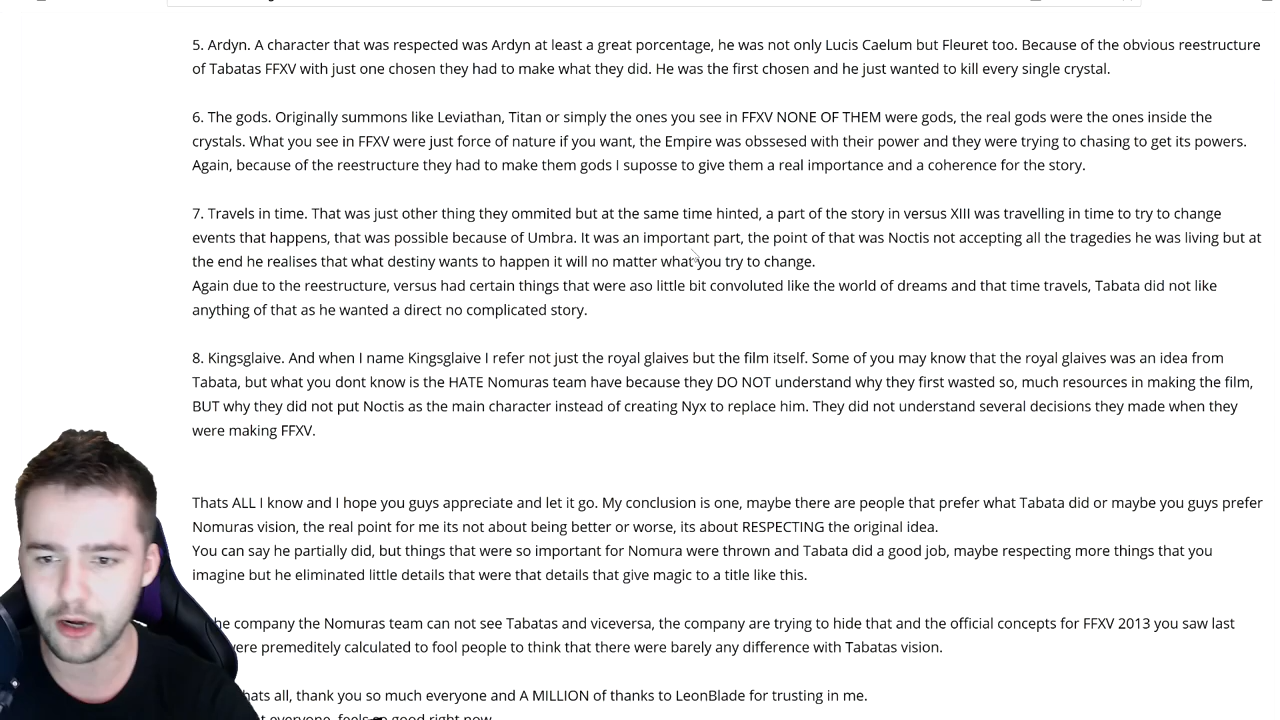 5. Ardyn. A character that was respected was Ardyn at least a great porcentage, he was not only Lucis Caelum but Fleuret too. Because of the obvious reestructure
of Tabatas FFXV with just one chosen they had to make what they did. He was the first chosen and he just wanted to kill every single crystal.
6. The gods. Originally summons like Leviathan, Titan or simply the ones you see in FFXV NONE OF THEM were gods, the real gods were the ones inside the
crystals. What you see in FFXV were just force of nature if you want, the Empire was obssesed with their power and they were trying to chasing to get its powers.
Again, because of the reestructure they had to make them gods I suposse to give them a real importance and a coherence for the story.
7. Travels in time. That was just other thing they ommited but at the same time hinted, a part of the story in versus XIII was travelling in time to try to change
events that happens, that was possible because of Umbra. It was an important part, the point of that was Noctis not accepting all the tragedies he was living but at
the end he realises that what destiny wants to happen it will no matter what you try to change.
Again due to the reestructure, versus had certain things that were aso little bit convoluted like the world of dreams and that time travels, Tabata did not like
anything of that as he wanted a direct no complicated story.
8. Kingsglaive. And when I name Kingsglaive I refer not just the royal glaives but the film itself. Some of you may know that the royal glaives was an idea from
Tabata, but what you dont know is the HATE Nomuras team have because they DO NOT understand why they first wasted so, much resources in making the film,
BUT why they did not put Noctis as the main character instead of creating Nyx to replace him. They did not understand several decisions they made when they
were making FFXV.
Thats ALL I know and I hope you guys appreciate and let it go. My conclusion is one, maybe there are people that prefer what Tabata did or maybe you guys prefer
Nomuras vision, the real point for me its not about being better or worse, its about RESPECTING the original idea.
You can say he partially did, but things that were so important for Nomura were thrown and Tabata did a good job, maybe respecting more things that you
imagine but he eliminated little details that were that details that give magic to a title like this.
the company the Nomuras team can not see Tabatas and viceversa, the company are trying to hide that and the official concepts for FFXV 2013 you saw last
were premeditely calculated to fool people to think that there were barely any difference with Tabatas vision.
thats all, thank you so much everyone and A MILLION of thanks to LeonBlade for trusting in me.
everyone, feels so good right now